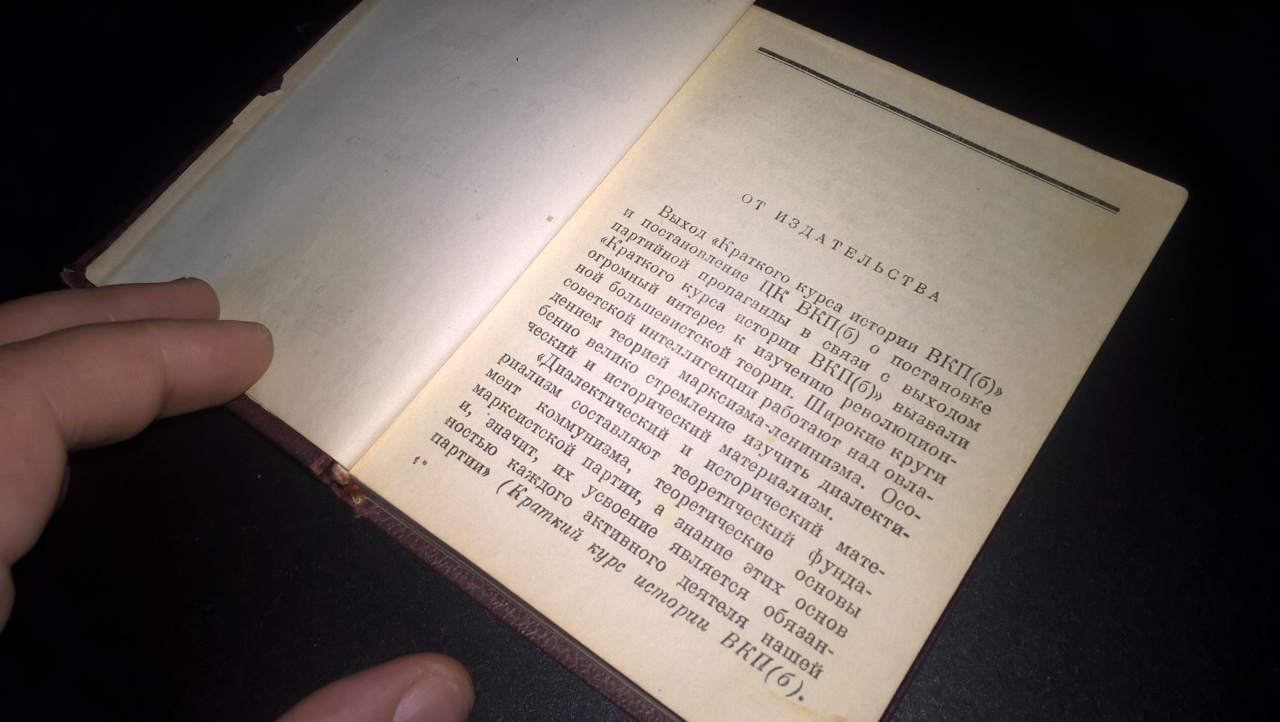 ОТ ИЗДАТЕЛЬСТВА
Выход «Краткого курса истории ВКП(б)»
и постановление ЦК ВКП(б) о постановке
партийной пропаганды в связи с выходом
«Краткого курса истории ВКП(б)» вызвали
огромный интерес к изучению революцион-
ной большевистской теории. Широкие круги
советской интеллигенции работают над овла-
дением теорией марксизма-ленинизма. Осо-
бенно велико стремление изучить диалекти-
ческий и исторический материализм.
«Диалектический и исторический мате-
риализм составляют теоретический фунда-
мент коммунизма, теоретические основы
марксистской партии, а знание этих основ
и, значит, их усвоение является обязан-
ностью каждого активного деятеля нашей
партии» (Краткий курс истории ВКП(б).
1*